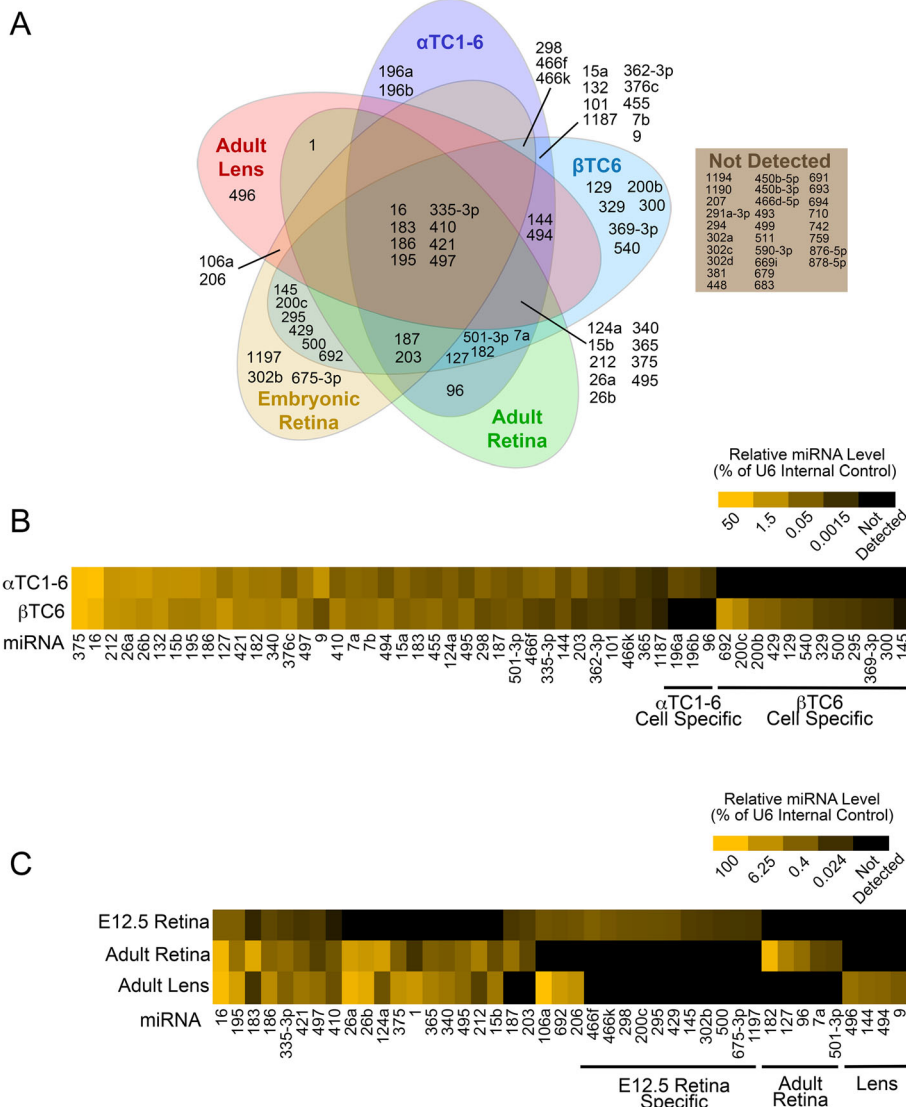 A
αTC1-6
196a
196b
298
466f
466k
15a 362-3p
132 376c
101 455
1187 7b
9
Adult
Lens
1
496
βTC6
129 200b
329 300
369-3p
540
Not Detected
1194 450b-5p 691
1190 450b-3p 693
207 466d-5p 694
291a-3p 493 710
294 499 742
302a 511 759
302c 590-3p 876-5p
302d 669i 878-5p
381 679
448 683
16 335-3p
183 410
186 421
195 497
144
494
106a
206
145
200c
295
429
500
692
187
203
501-3p 7a
127 182
96
124a 340
15b 365
212 375
26a 495
26b
1197
302b 675-3p
Embryonic
Retina
Adult
Retina
Relative miRNA Level
(% of U6 Internal Control)
50 1.5 0.05 0.0015 Not Detected
B
αTC1-6
βTC6
miRNA 375 16 212 26a 26b 132 15b 195 186 127 421 182 340 376c 497 9 410 7a 7b 494 15a 183 455 124a 495 298 187 501-3p 466f 335-3p 144 203 362-3p 101 466k 365 1187 196a 196b 96 692 200c 200b 429 129 540 329 500 295 369-3p 300 145
αTC1-6 βTC6
Cell Specific Cell Specific
Relative miRNA Level
(% of U6 Internal Control)
100 6.25 0.4 0.024 Not Detected
C
E12.5 Retina
Adult Retina
Adult Lens
miRNA 16 195 183 186 335-3p 421 497 410 26a 26b 124a 375 1 365 340 495 212 15b 187 203 106a 692 206 466f 466k 298 200c 295 429 145 302b 500 675-3p 1197 182 127 96 7a 501-3p 496 144 494 9
E12.5 Retina Adult Lens
Specific Retina